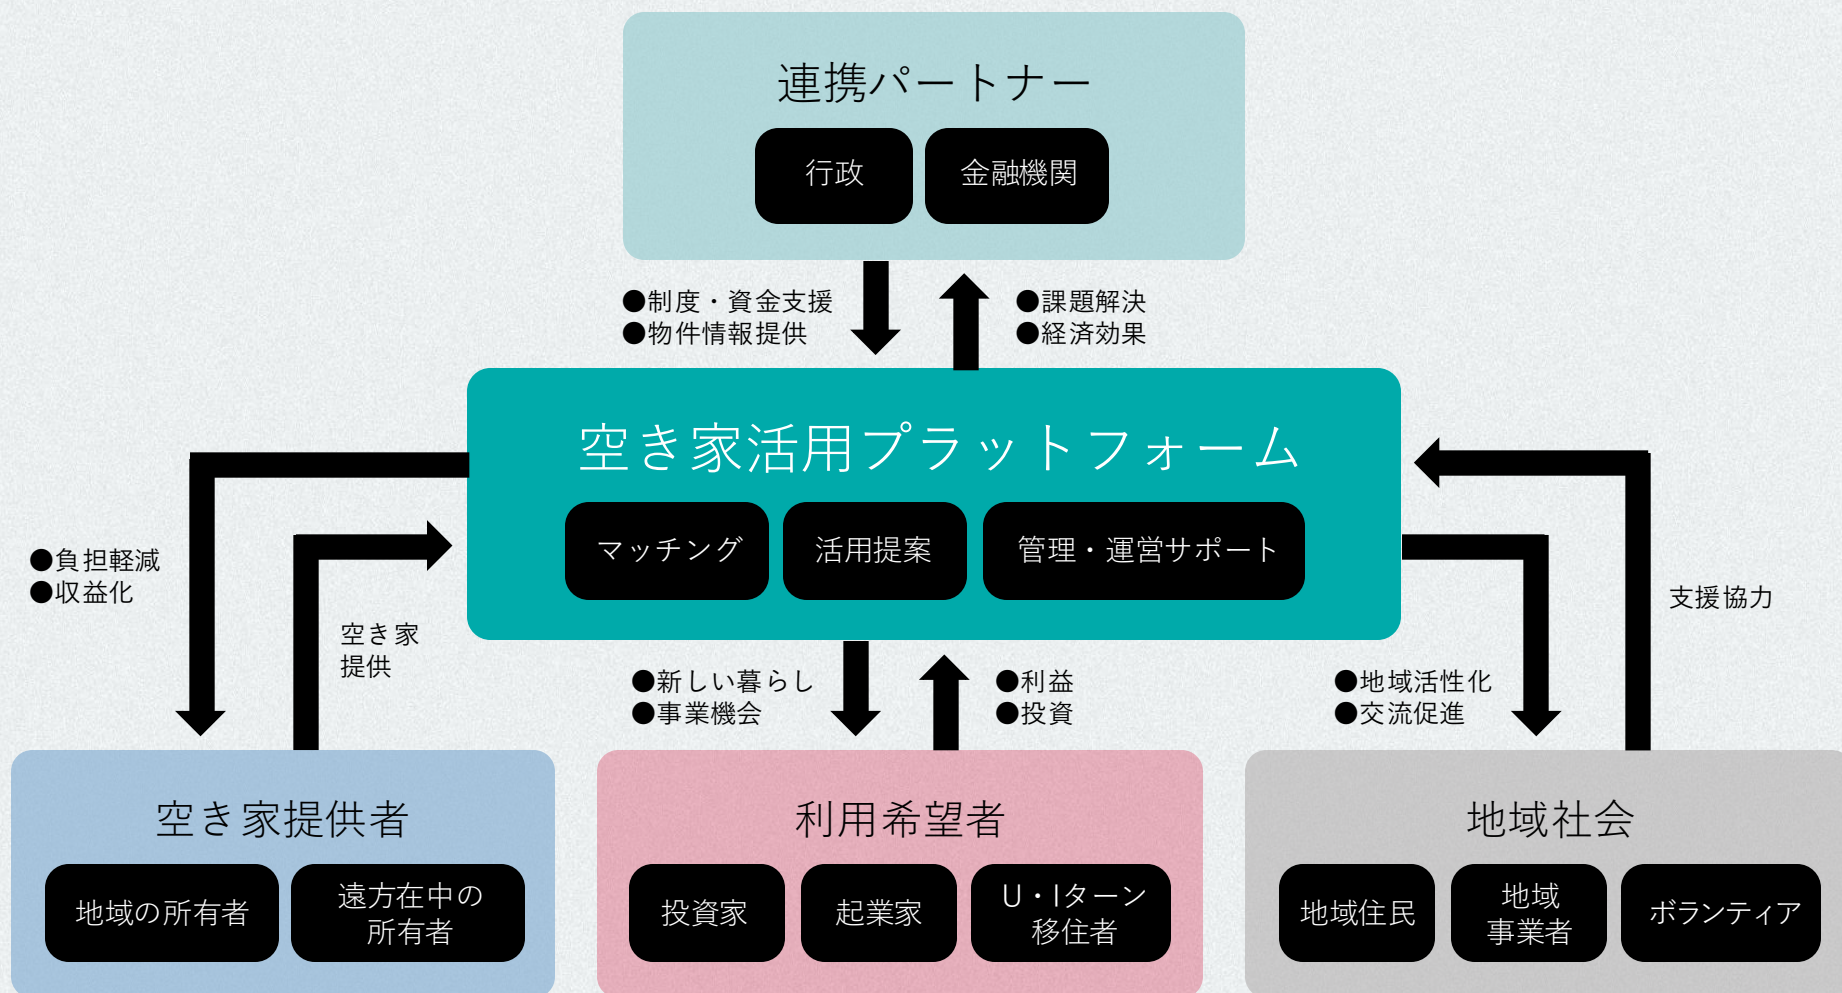 連携パートナー
行政
金融機関
●制度・資金支援
●物件情報提供
●課題解決
●経済効果
空き家活用プラットフォーム
マッチング
活用提案
管理・運営サポート
●負担軽減
●収益化
空き家
提供
●新しい暮らし
●事業機会
●利益
●投資
●地域活性化
●交流促進
支援協力
空き家提供者
地域の所有者
遠方在中の
所有者
利用希望者
投資家
起業家
U・Iターン
移住者
地域社会
地域住民
地域
事業者
ボランティア